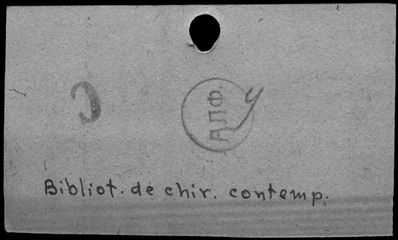 АПФ
Bibliot. de chir. contemp.